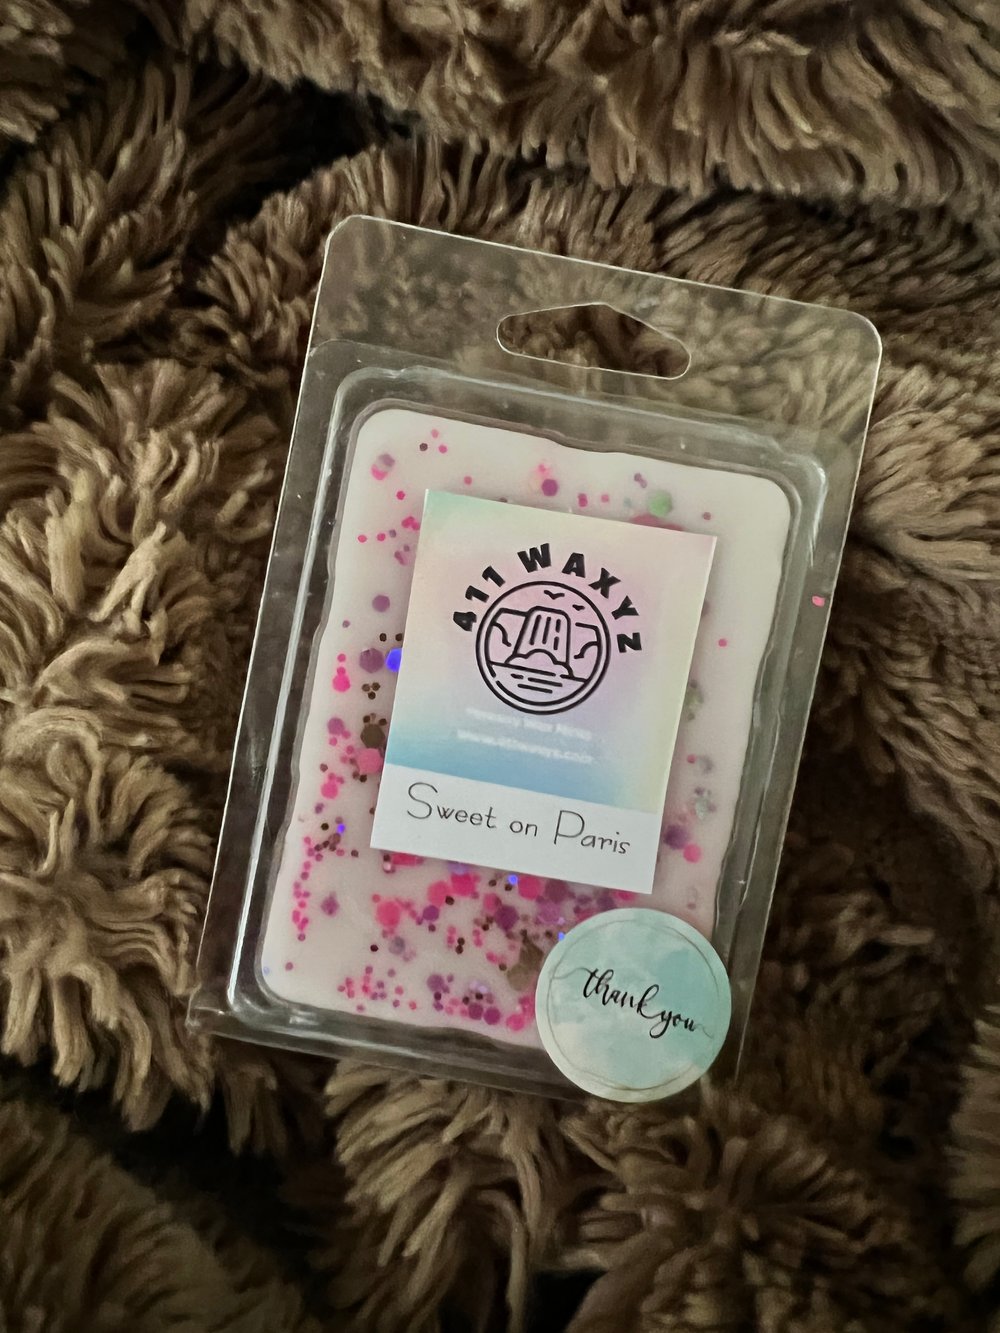 411 WAXYZ
Sweet on Paris
thank you